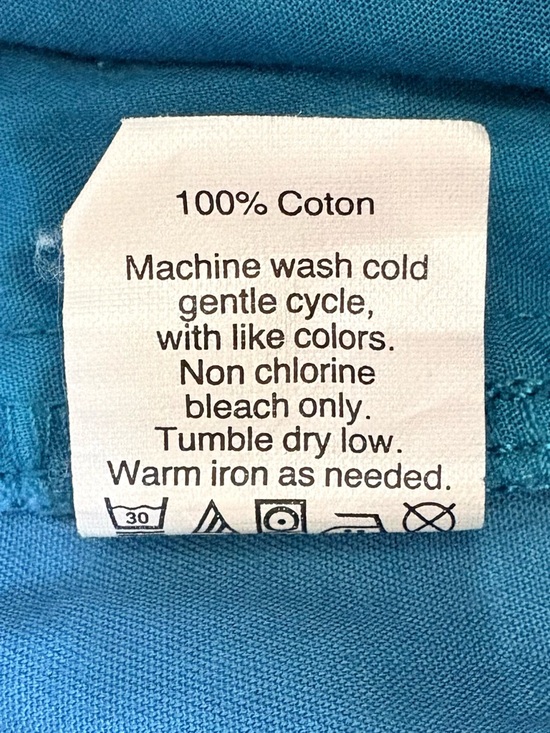 100% Coton
Machine wash cold
gentle cycle,
with like colors.
Non chlorine
bleach only.
Tumble dry low.
Warm iron as needed.
30